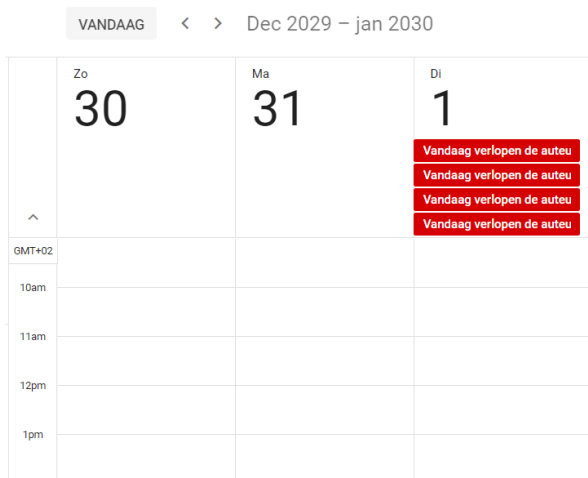 VANDAAG < > Dec 2029 – jan 2030
Zo Ma Di
30 31 1
Vandaag verlopen de auteu
Vandaag verlopen de auteu
Vandaag verlopen de auteu
Vandaag verlopen de auteu
GMT+02
10am
11am
12pm
1pm